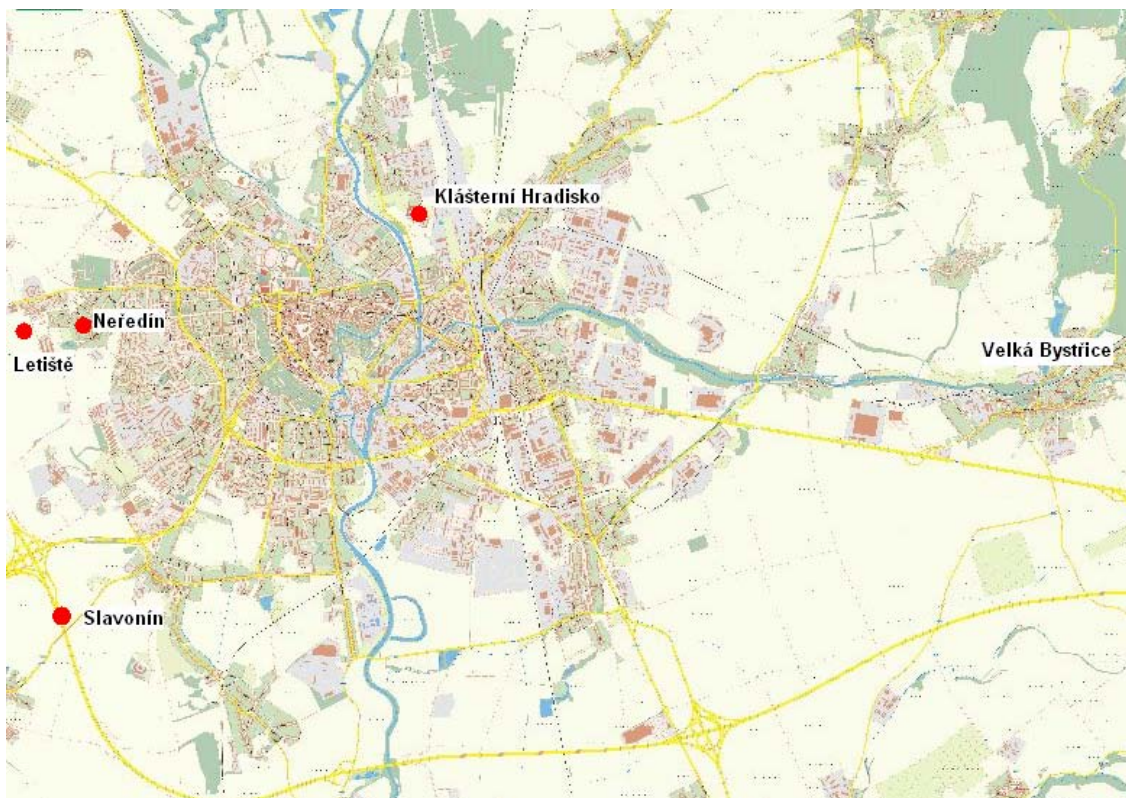 Klášterní Hradisko
Neředín
Letiště
Velká Bystřice
Slavonín